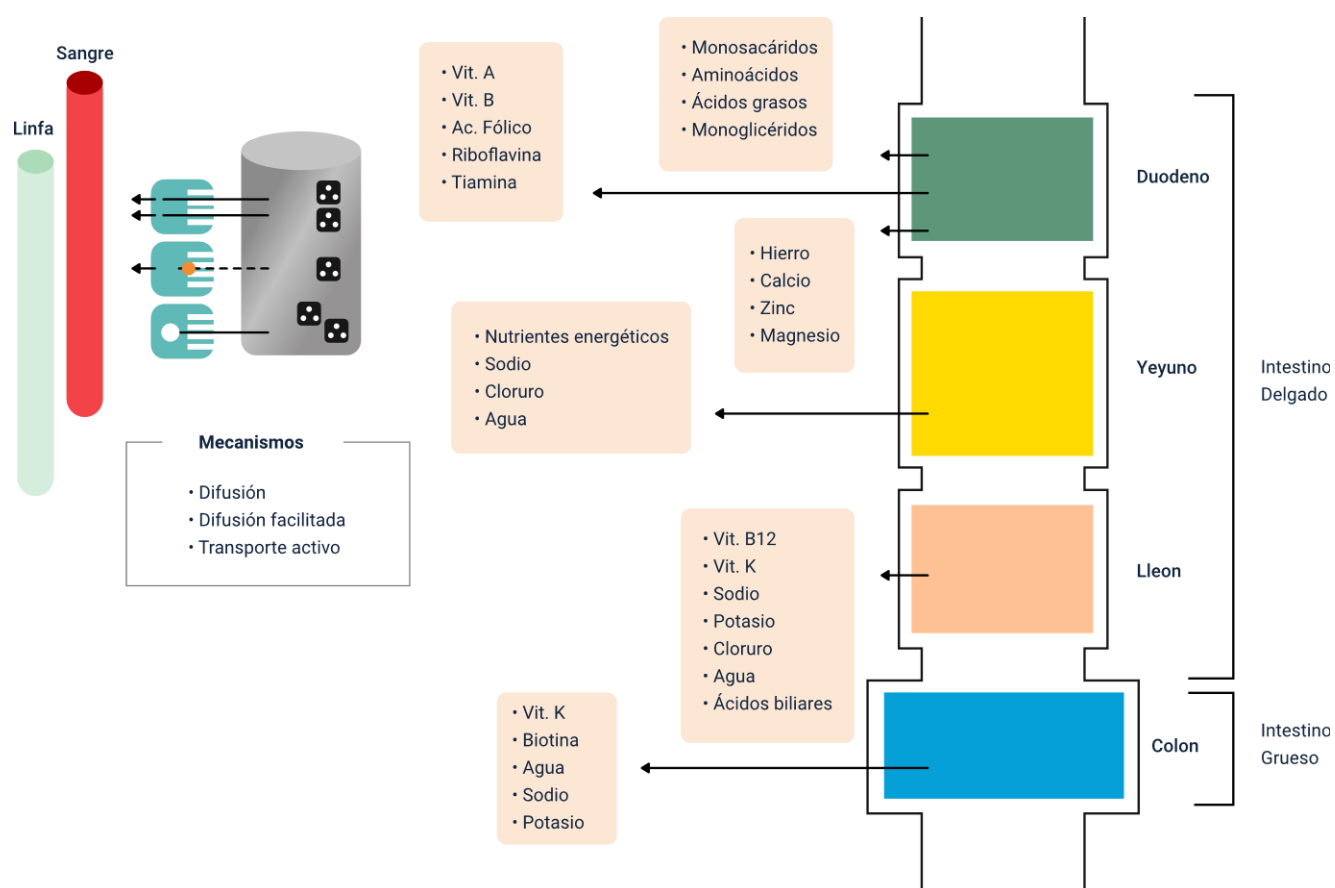 Sangre
Linfa
• Vit. A
• Vit. B
• Ac. Fólico
• Riboflavina
• Tiamina
• Monosacáridos
• Aminoácidos
• Ácidos grasos
• Monoglicéridos
Duodeno
• Hierro
• Calcio
• Zinc
• Magnesio
• Nutrientes energéticos
• Sodio
• Cloruro
• Agua
Yeyuno
Intestino
Delgado
Mecanismos
• Difusión
• Difusión facilitada
• Transporte activo
• Vit. B12
• Vit. K
• Sodio
• Potasio
• Cloruro
• Agua
• Ácidos biliares
Lleon
• Vit. K
• Biotina
• Agua
• Sodio
• Potasio
Colon
Intestino
Grueso